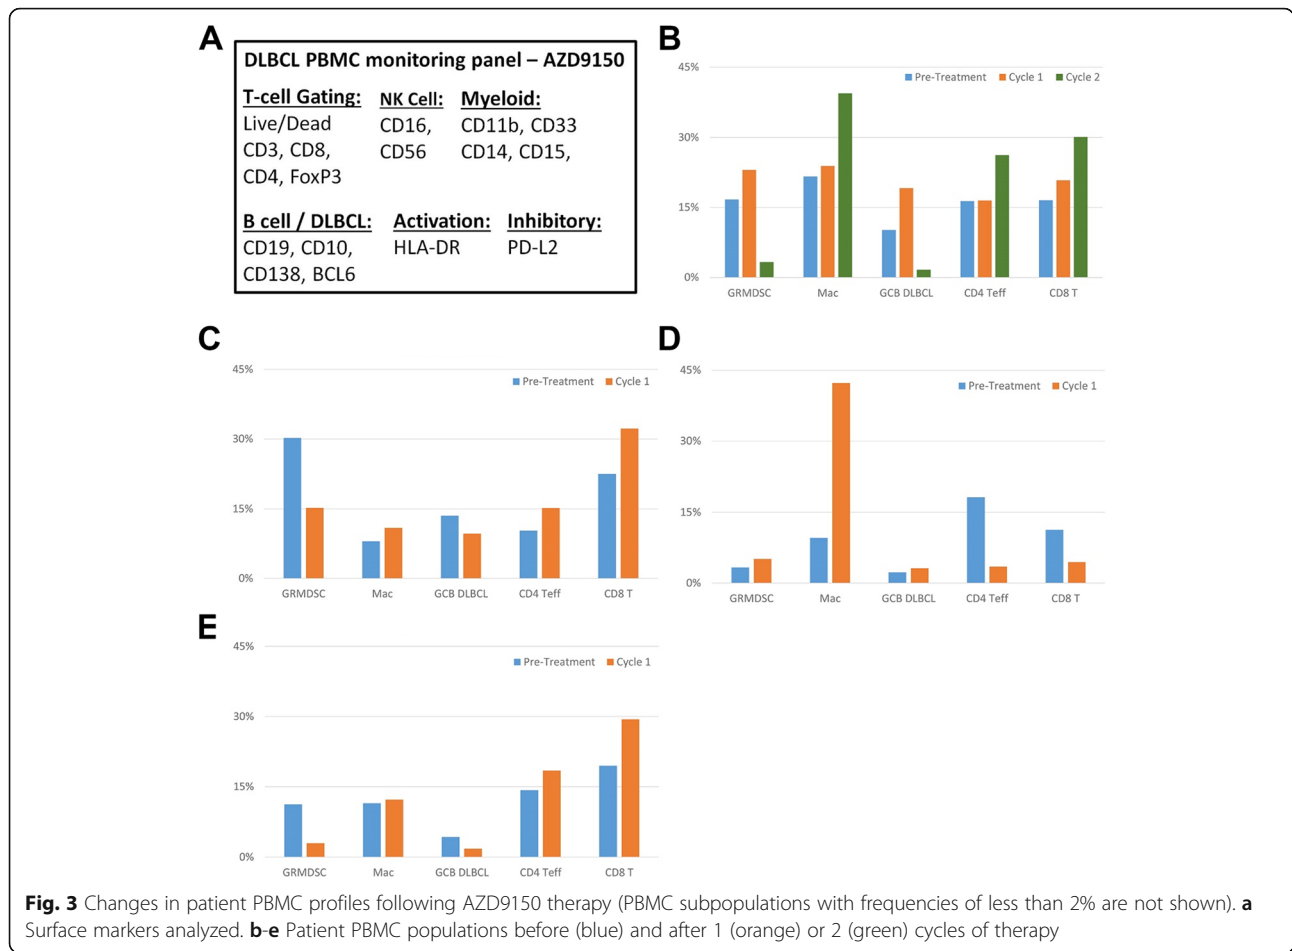 A
DLBCL PBMC monitoring panel – AZD9150
T-cell Gating:
Live/Dead
CD3, CD8,
CD4, FoxP3
NK Cell:
CD16,
CD56
Myeloid:
CD11b, CD33
CD14, CD15,
B cell / DLBCL:
CD19, CD10,
CD138, BCL6
Activation:
HLA-DR
Inhibitory:
PD-L2
B
45%
30%
15%
0%
Pre-Treatment Cycle 1 Cycle 2
GRMDSC Mac GCB DLBCL CD4 Teff CD8 T
C
45%
30%
15%
0%
Pre-Treatment Cycle 1
GRMDSC Mac GCB DLBCL CD4 Teff CD8 T
D
45%
30%
15%
0%
Pre-Treatment Cycle 1
GRMDSC Mac GCB DLBCL CD4 Teff CD8 T
E
45%
30%
15%
0%
Pre-Treatment Cycle 1
GRMDSC Mac GCB DLBCL CD4 Teff CD8 T
Fig. 3 Changes in patient PBMC profiles following AZD9150 therapy (PBMC subpopulations with frequencies of less than 2% are not shown). a
Surface markers analyzed. b-e Patient PBMC populations before (blue) and after 1 (orange) or 2 (green) cycles of therapy